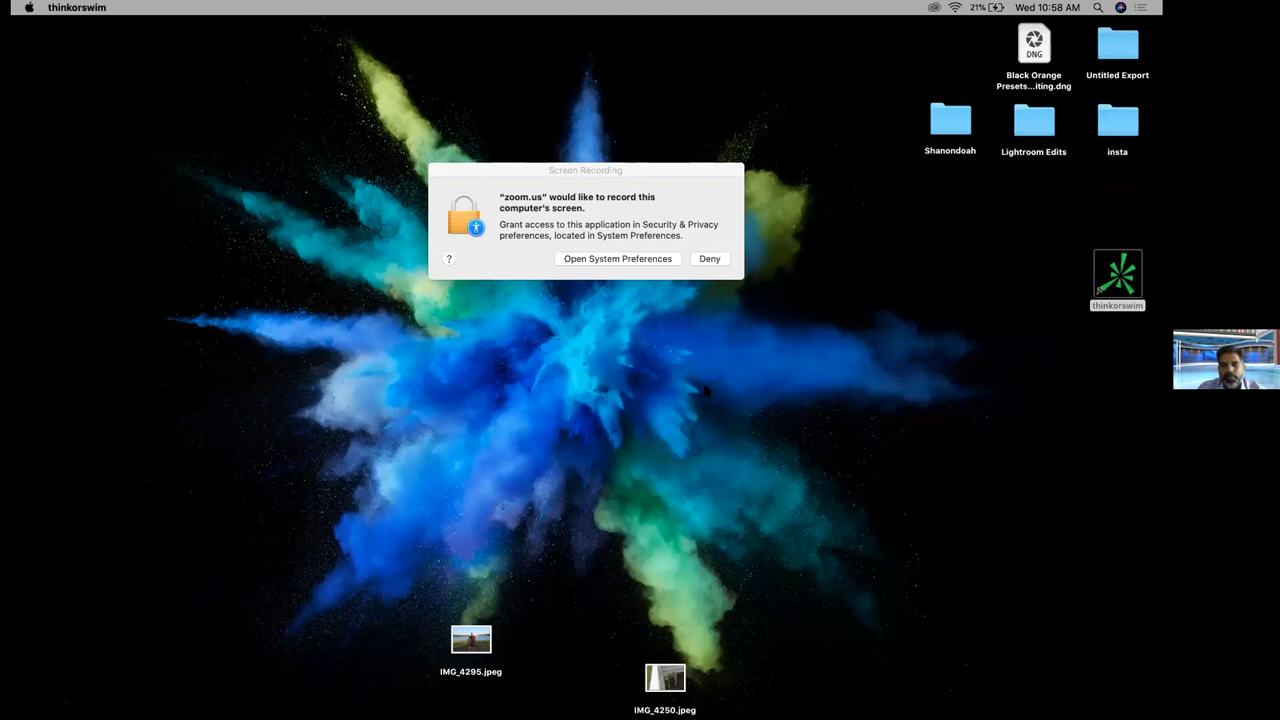 thinkorswim
21%
Wed 10:58 AM
DNG
Black Orange
Presets...iting.dng
Untitled Export
Shanondoah
Lightroom Edits
insta
Screen Recording
“zoom.us” would like to record this
computer's screen.
Grant access to this application in Security & Privacy
preferences, located in System Preferences.
?
Open System Preferences
Deny
thinkorswim
IMG_4295.jpeg
IMG_4250.jpeg